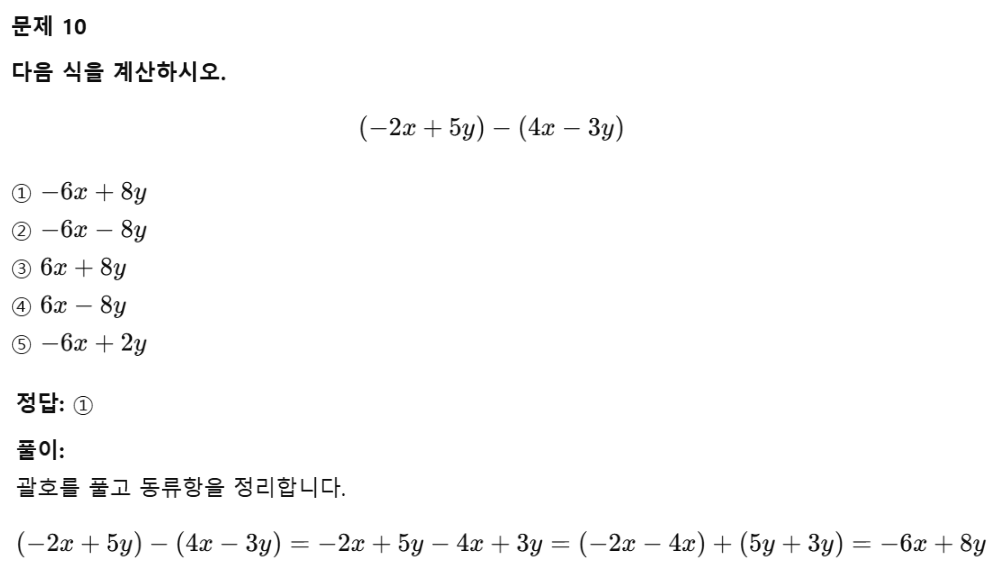 문제 10
다음 식을 계산하시오.
(−2x + 5y) − (4x − 3y)
① −6x + 8y
② −6x − 8y
③ 6x + 8y
④ 6x − 8y
⑤ −6x + 2y
정답: ①
풀이:
괄호를 풀고 동류항을 정리합니다.
(−2x + 5y) − (4x − 3y) = −2x + 5y − 4x + 3y = (−2x − 4x) + (5y + 3y) = −6x + 8y